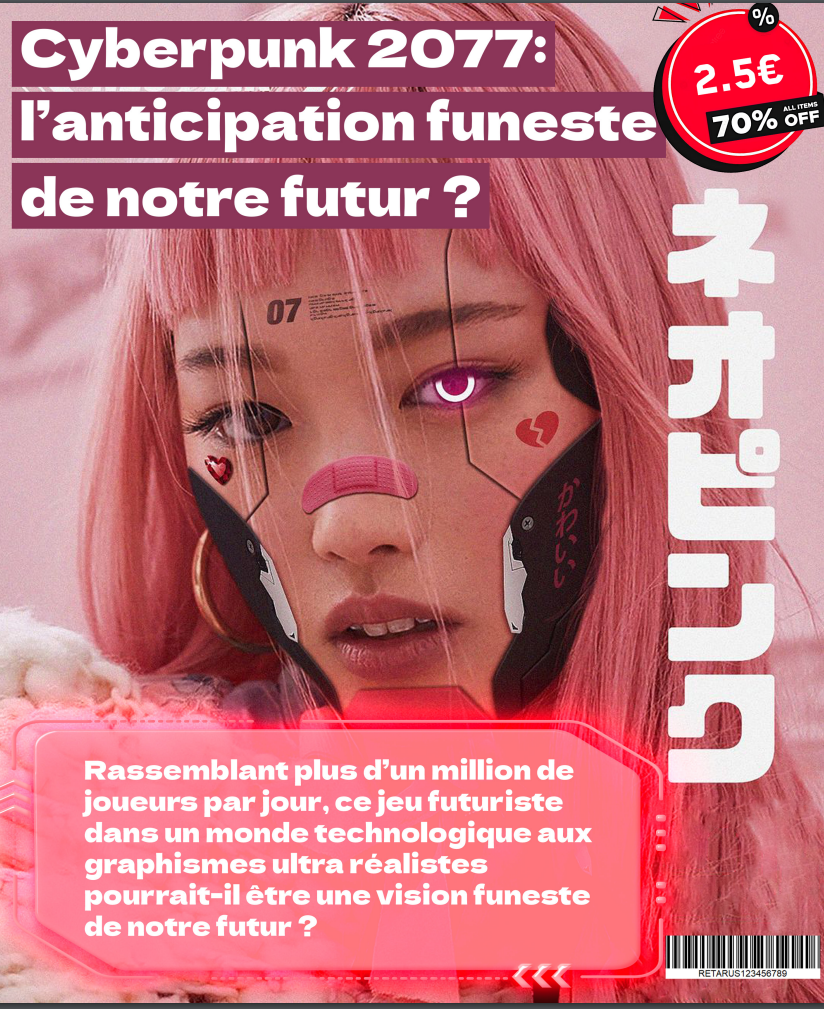 Cyberpunk 2077:
l’anticipation funeste
de notre futur ?
%
2.5€
ALL ITEMS
70% OFF
ネオピンク
07
かわいい
Rassemblant plus d’un million de
joueurs par jour, ce jeu futuriste
dans un monde technologique aux
graphismes ultra réalistes
pourrait-il être une vision funeste
de notre futur ?
RETARUS123456789